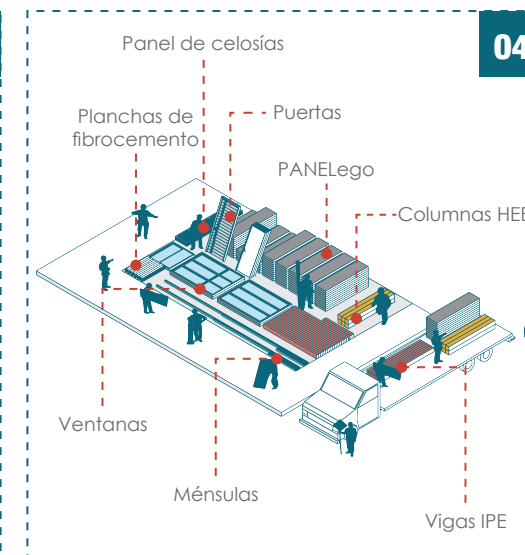 04
Panel de celosías
Planchas de
fibrocemento
Puertas
PANELego
Columnas HEB
Ventanas
Ménsulas
Vigas IPE